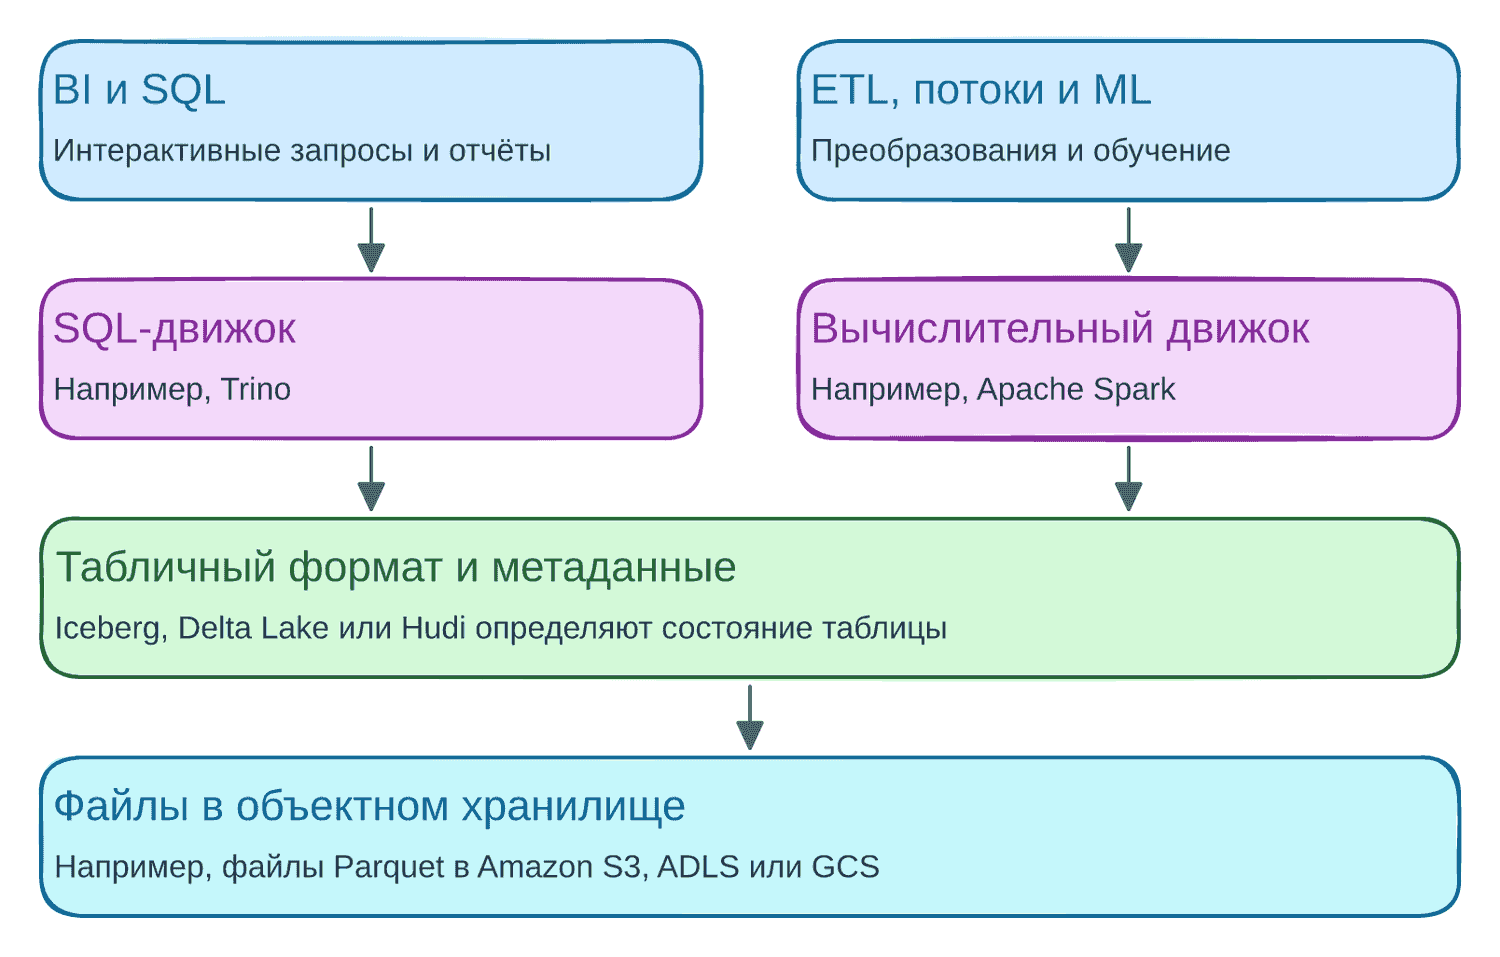 BI и SQL
Интерактивные запросы и отчёты
ETL, потоки и ML
Преобразования и обучение
SQL-движок
Например, Trino
Вычислительный движок
Например, Apache Spark
Табличный формат и метаданные
Iceberg, Delta Lake или Hudi определяют состояние таблицы
Файлы в объектном хранилище
Например, файлы Parquet в Amazon S3, ADLS или GCS